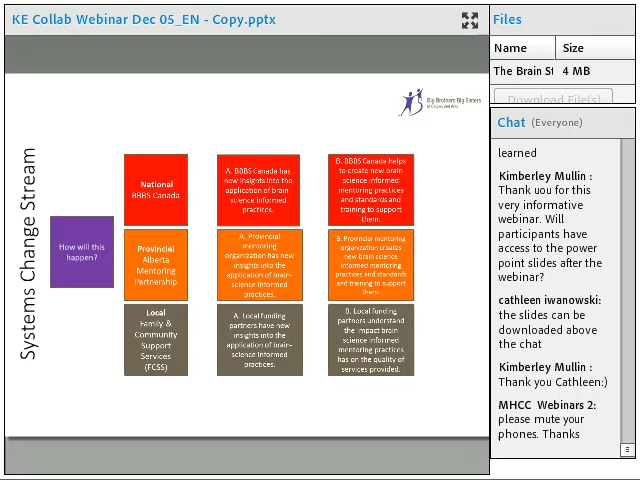 KE Collab Webinar Dec 05_EN - Copy.pptx
Files
Name
Size
The Brain St
4 MB
Download File(s)
Chat (Everyone)
learned
Kimberley Mullin :
Thank uou for this
very informative
webinar. Will
participants have
access to the power
point slides after the
webinar?
cathleen iwanowski:
the slides can be
downloaded above
the chat
Kimberley Mullin :
Thank you Cathleen:)
MHCC Webinars 2:
please mute your
phones. Thanks
Big Brothers Big Sisters
of Calgary and Area
Systems Change Stream
How will this
happen?
National
BBBS Canada
A. BBBS Canada has
new insights into the
application of brain-
science informed
practices.
B. BBBS Canada helps
to create new brain
science informed
mentoring practices
and standards and
training to support
them.
Provincial
Alberta
Mentoring
Partnership
A. Provincial
mentoring
organization has new
insights into the
application of brain-
science informed
practices.
B. Provincial mentoring
organization creates
new brain science
informed mentoring
practices and standards
and training to support
them.
Local
Family &
Community
Support
Services
(FCSS)
A. Local funding
partners have new
insights into the
application of brain-
science informed
practices.
B. Local funding
partners understand
the impact brain
science informed
mentoring practices
has on the quality of
services provided.